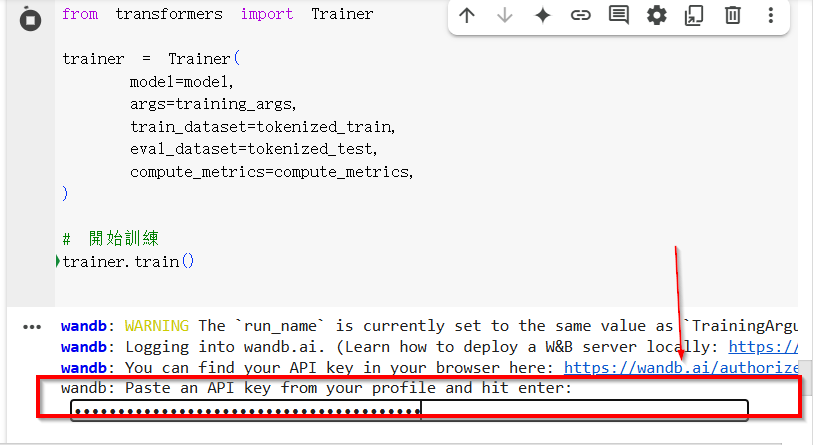 from transformers import Trainer
trainer = Trainer(
model=model,
args=training_args,
train_dataset=tokenized_train,
eval_dataset=tokenized_test,
compute_metrics=compute_metrics,
)
# 開始訓練
trainer.train()
wandb: WARNING The `run_name` is currently set to the same value as `TrainingArgu
wandb: Logging into wandb.ai. (Learn how to deploy a W&B server locally: https://
wandb: You can find your API key in your browser here: https://wandb.ai/authorize
wandb: Paste an API key from your profile and hit enter: